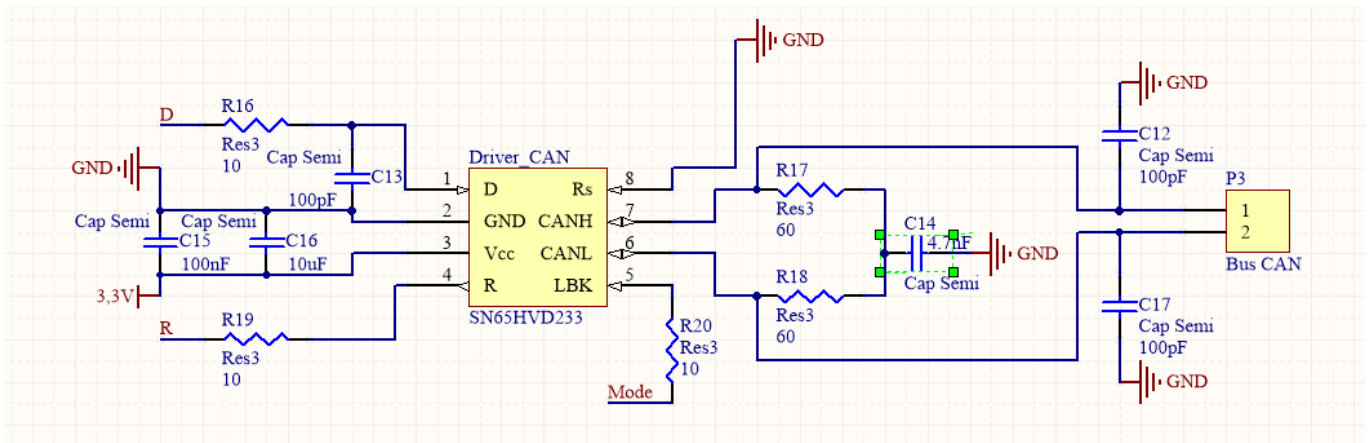 GND
GND
D
R16
Res3
10
Cap Semi
C13
100pF
GND
Cap Semi
C15
100nF
Cap Semi
C16
10uF
3,3V
R
R19
Res3
10
Driver_CAN
1
D
2
GND
3
Vcc
4
R
Rs
8
CANH
7
CANL
6
LBK
5
SN65HVD233
R20
Res3
10
Mode
R17
Res3
60
C14
4.7nF
Cap Semi
GND
R18
Res3
60
C12
Cap Semi
100pF
P3
1
2
Bus CAN
C17
Cap Semi
100pF
GND